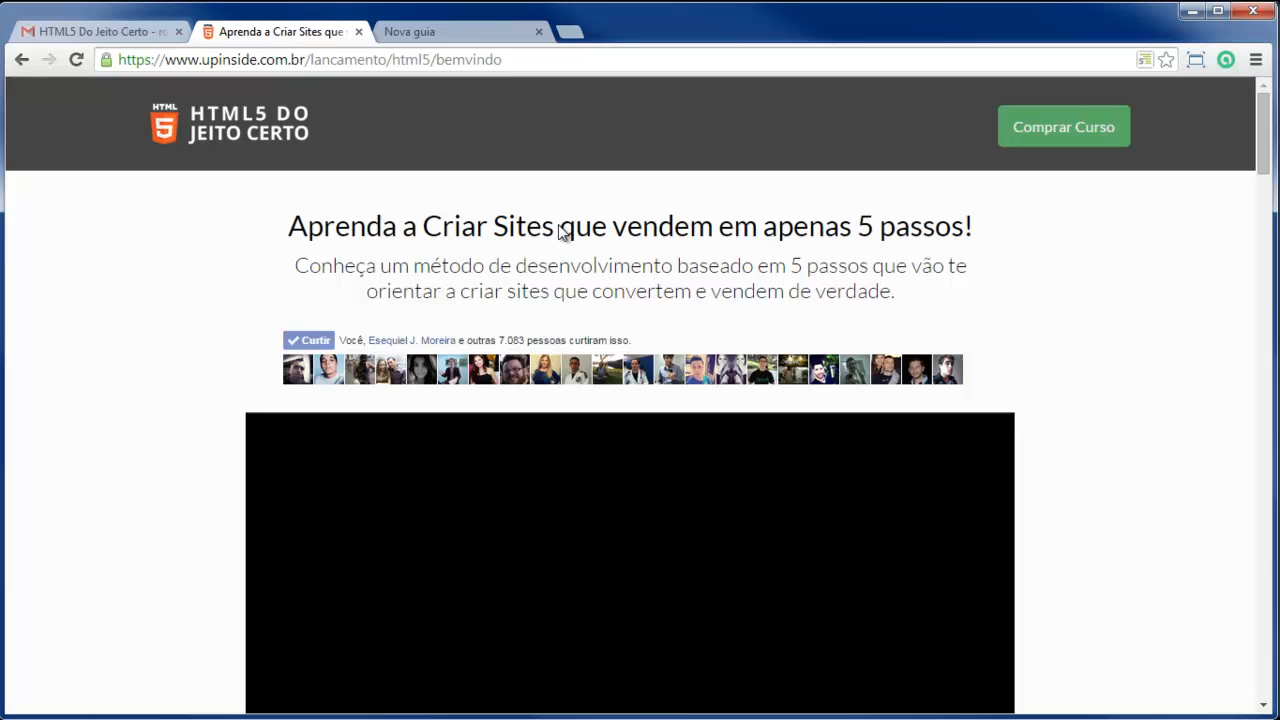 HTML5 Do Jeito Certo -
Aprenda a Criar Sites que
Nova guia
https://www.upinside.com.br/lancamento/html5/bemvindo
HTML
5
HTML5 DO
JEITO CERTO
Comprar Curso
Aprenda a Criar Sites que vendem em apenas 5 passos!
Conheça um método de desenvolvimento baseado em 5 passos que vão te
orientar a criar sites que convertem e vendem de verdade.
Curtir
Você, Esequiel J. Moreira e outras 7.083 pessoas curtiram isso.